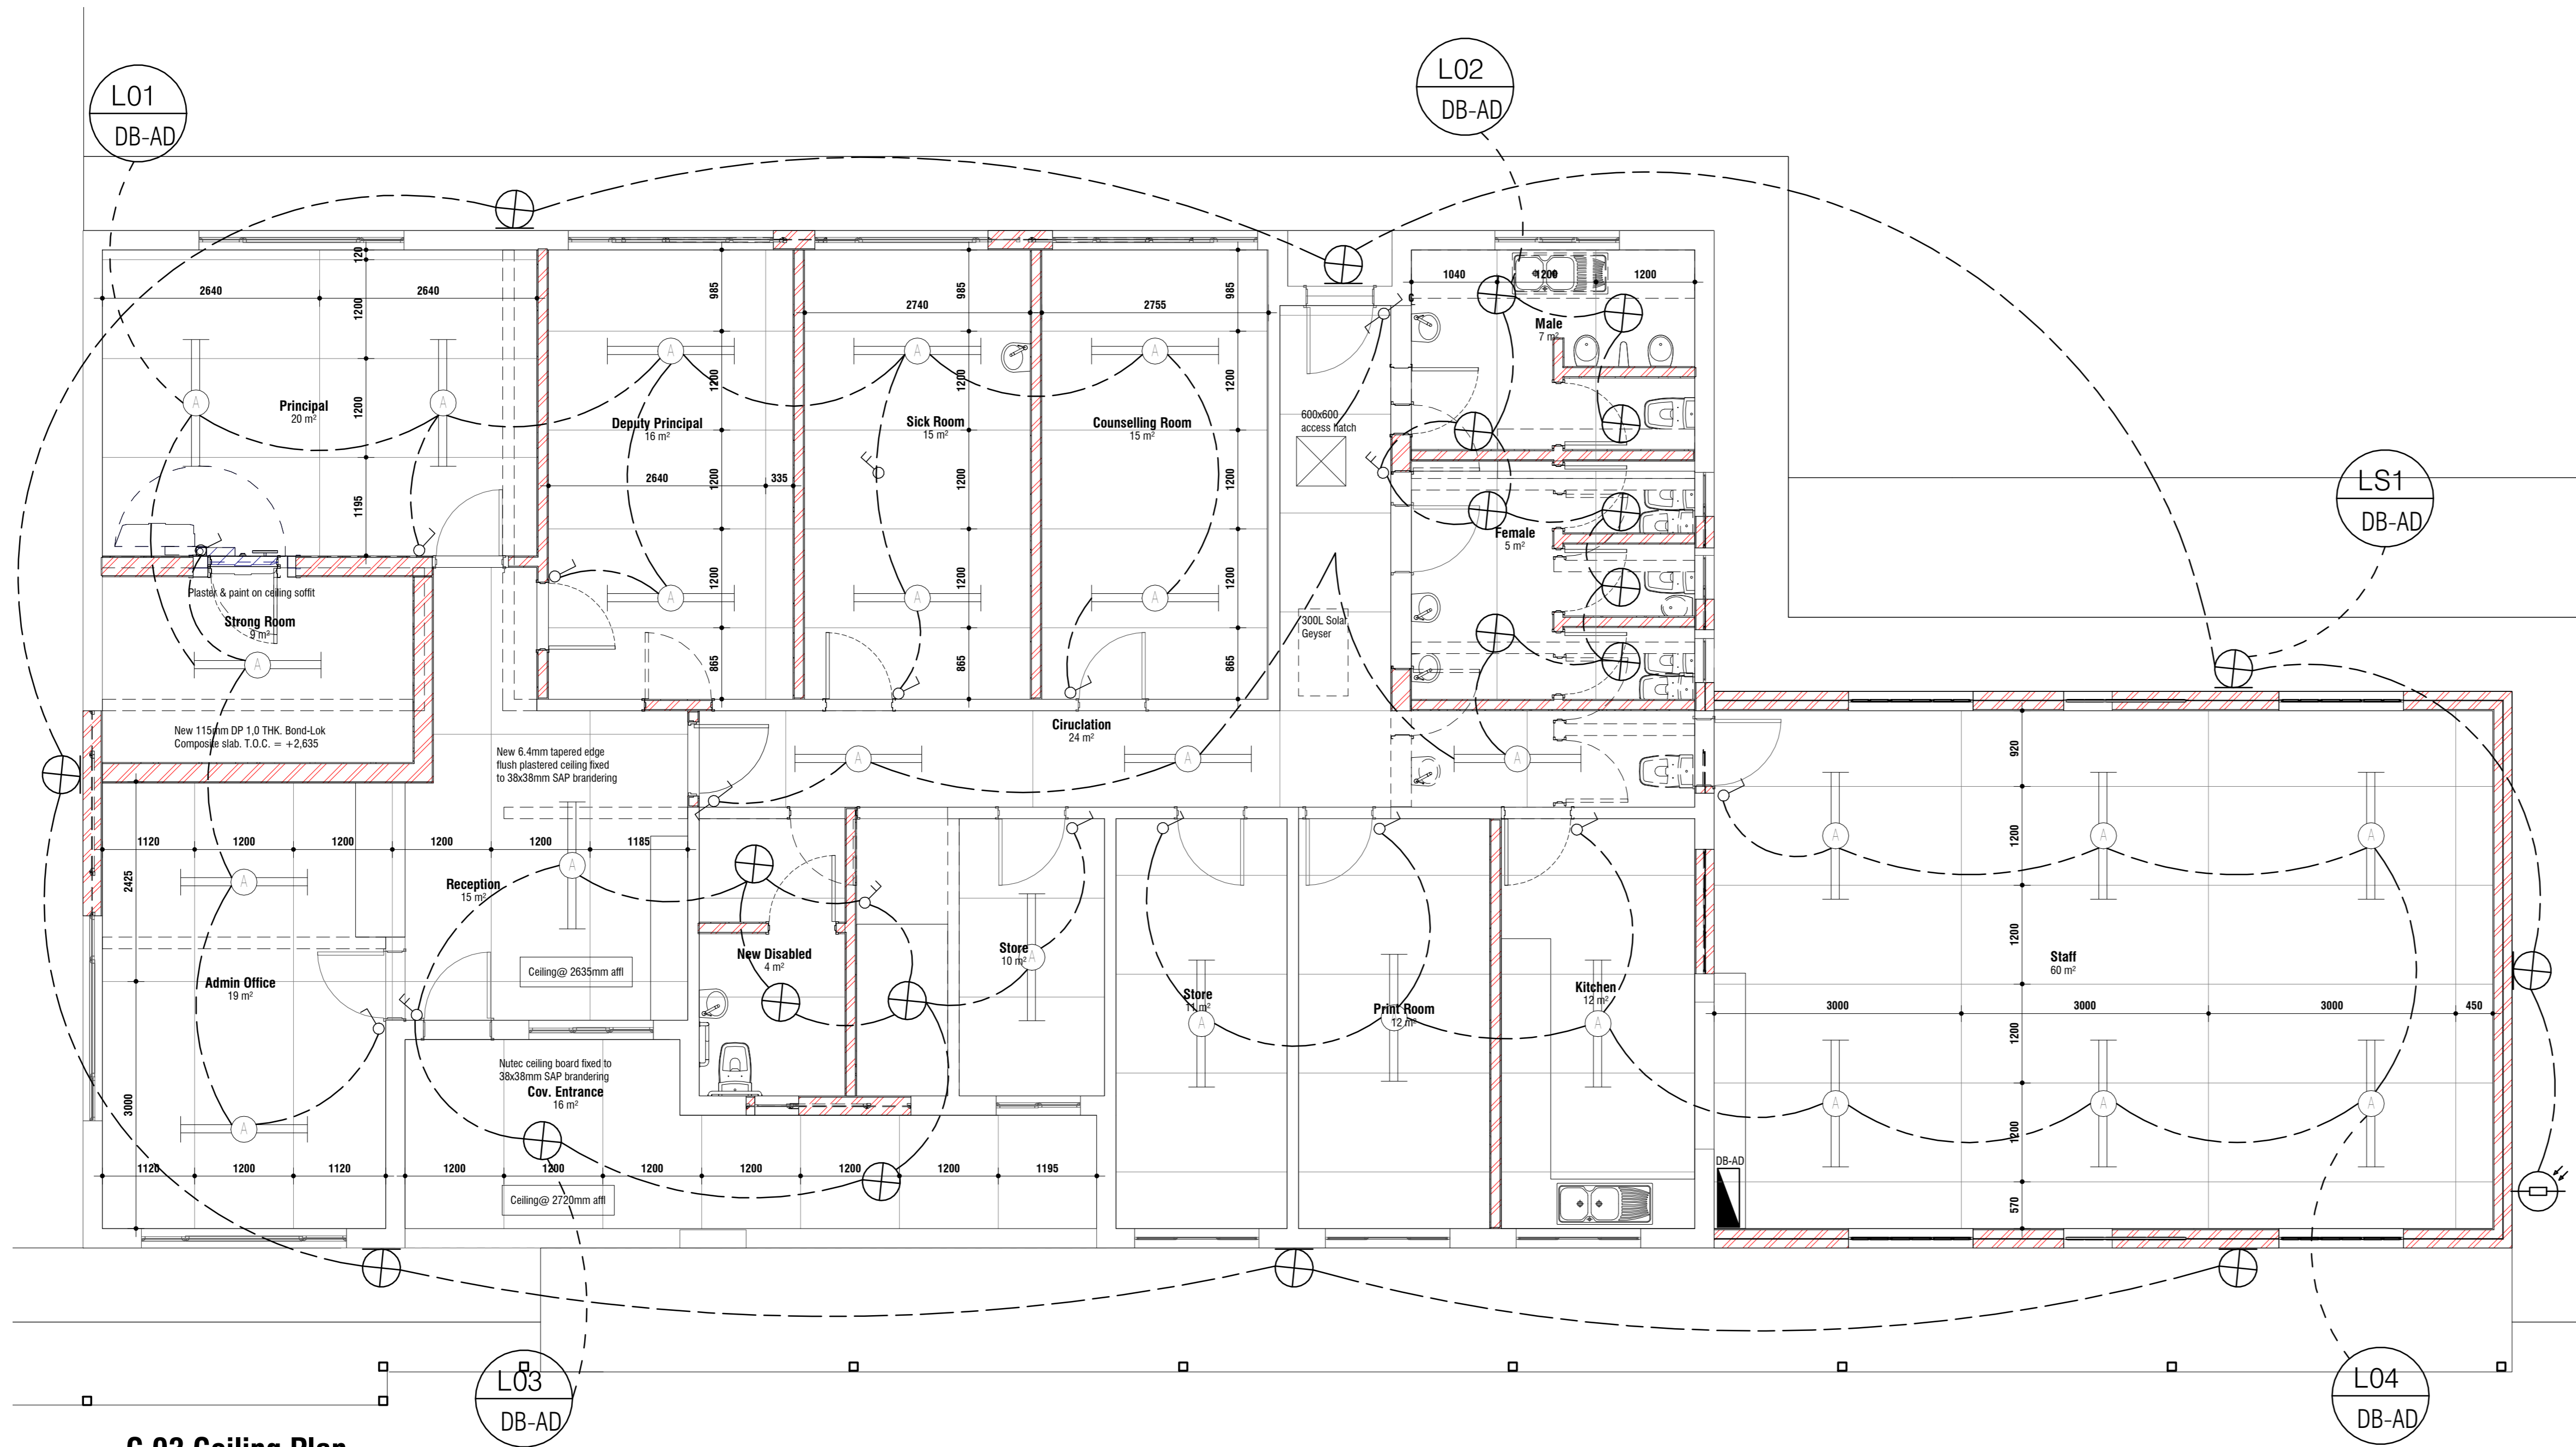 L01
DB-AD
L02
DB-AD
LS1
DB-AD
120
2640
2640
1200
1200
1195
985
985
985
2740
2755
1040
1200
1200
Male
7 m²
A
A
A
A
A
Principal
20 m²
Deputy Principal
16 m²
Sick Room
15 m²
Counselling Room
15 m²
1200
1200
1200
600x600
access hatch
2640
335
1200
1200
1200
Female
5 m²
1200
1200
1200
A
A
A
Plaster & paint on ceiling soffit
Strong Room
9 m²
A
300L Solar
Geyser
865
865
865
New 115mm DP 1,0 THK. Bond-Lok
Composite slab. T.O.C. = +2,635
New 6.4mm tapered edge
flush plastered ceiling fixed
to 38x38mm SAP brandering
Ciruclation
24 m²
A
A
A
920
1120
1200
1200
1200
1200
1185
2425
A
Reception
15 m²
A
A
A
A
1200
1200
New Disabled
4 m²
Store
10 m²
A
Ceiling@ 2635mm affl
Admin Office
19 m²
Store
11 m²
A
Print Room
12 m²
A
Kitchen
12 m²
A
Staff
60 m²
3000
3000
3000
450
1200
Nutec ceiling board fixed to
38x38mm SAP brandering
Cov. Entrance
16 m²
3000
A
A
A
A
1200
1120
1200
1120
1200
1200
1200
1200
1200
1200
1195
Ceiling@ 2720mm affl
DB-AD
570
L03
DB-AD
L04
DB-AD
C.02 Ceiling Plan